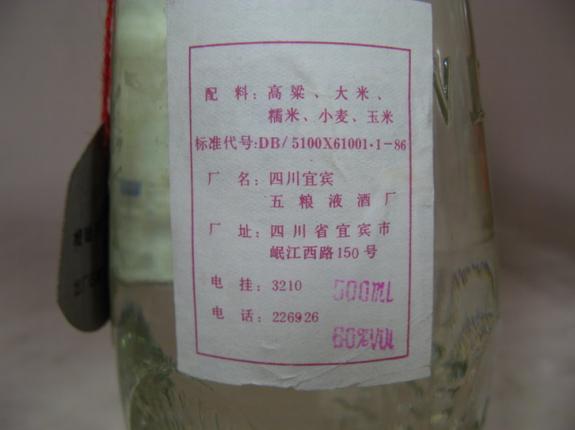 配料：高粱、大米、
糯米、小麦、玉米
标准代号:DB/5100X61001·1-86
厂名：四川宜宾
五粮液酒厂
厂址：四川省宜宾市
岷江西路150号
电挂：3210
500ml
电话：226926
60%Vol